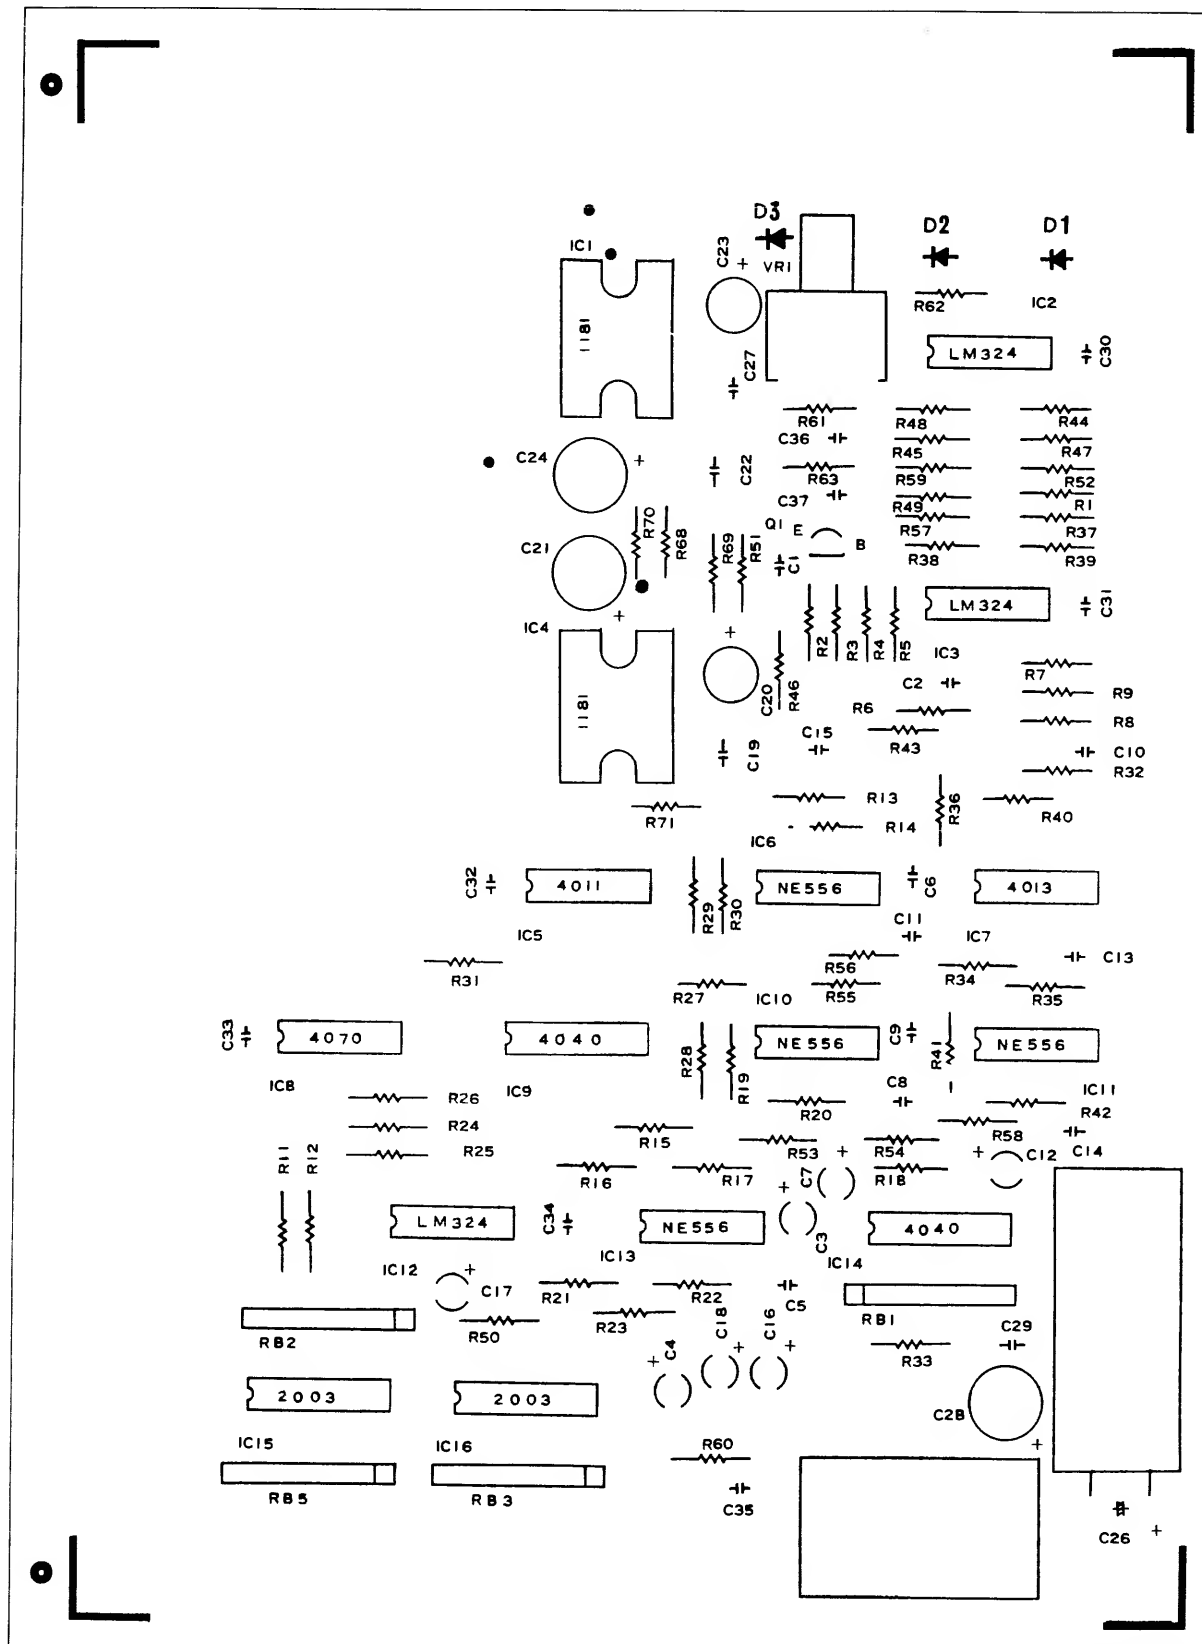 D3
D2
D1
IC1
C23
+
VR1
R62
IC2
1181
LM324
C30
C27
R61
R48
R44
C36
R45
R47
C24
+
C22
R63
R59
R52
C37
R49
R1
R70
R68
Q1
E
B
R57
R37
C21
R69
R51
C1
R38
R39
LM324
C31
+
IC4
+
R2
R3
R4
R5
IC3
R7
C2
R9
1181
C20
R46
R6
R8
C15
R43
C19
C10
R32
R13
R36
R40
R71
R14
IC6
C32
4011
R29
R30
NE556
C6
4013
C11
IC5
IC7
R31
R56
R34
C13
R27
IC10
R55
R35
C33
4070
4040
R28
R19
NE556
C9
R41
NE556
IC8
IC9
C8
IC11
R26
R20
R42
R24
R15
R58
R11
R12
R25
R53
R54
+
+
C12
C14
R16
R17
C7
R18
+
LM324
C34
NE556
C3
4040
IC12
+
IC13
IC14
C17
R21
R22
C5
RB2
R50
R23
C18
C16
RB1
C29
C4
+
+
+
R33
2003
2003
C28
IC15
IC16
R60
+
RB5
RB3
C35
C26
+